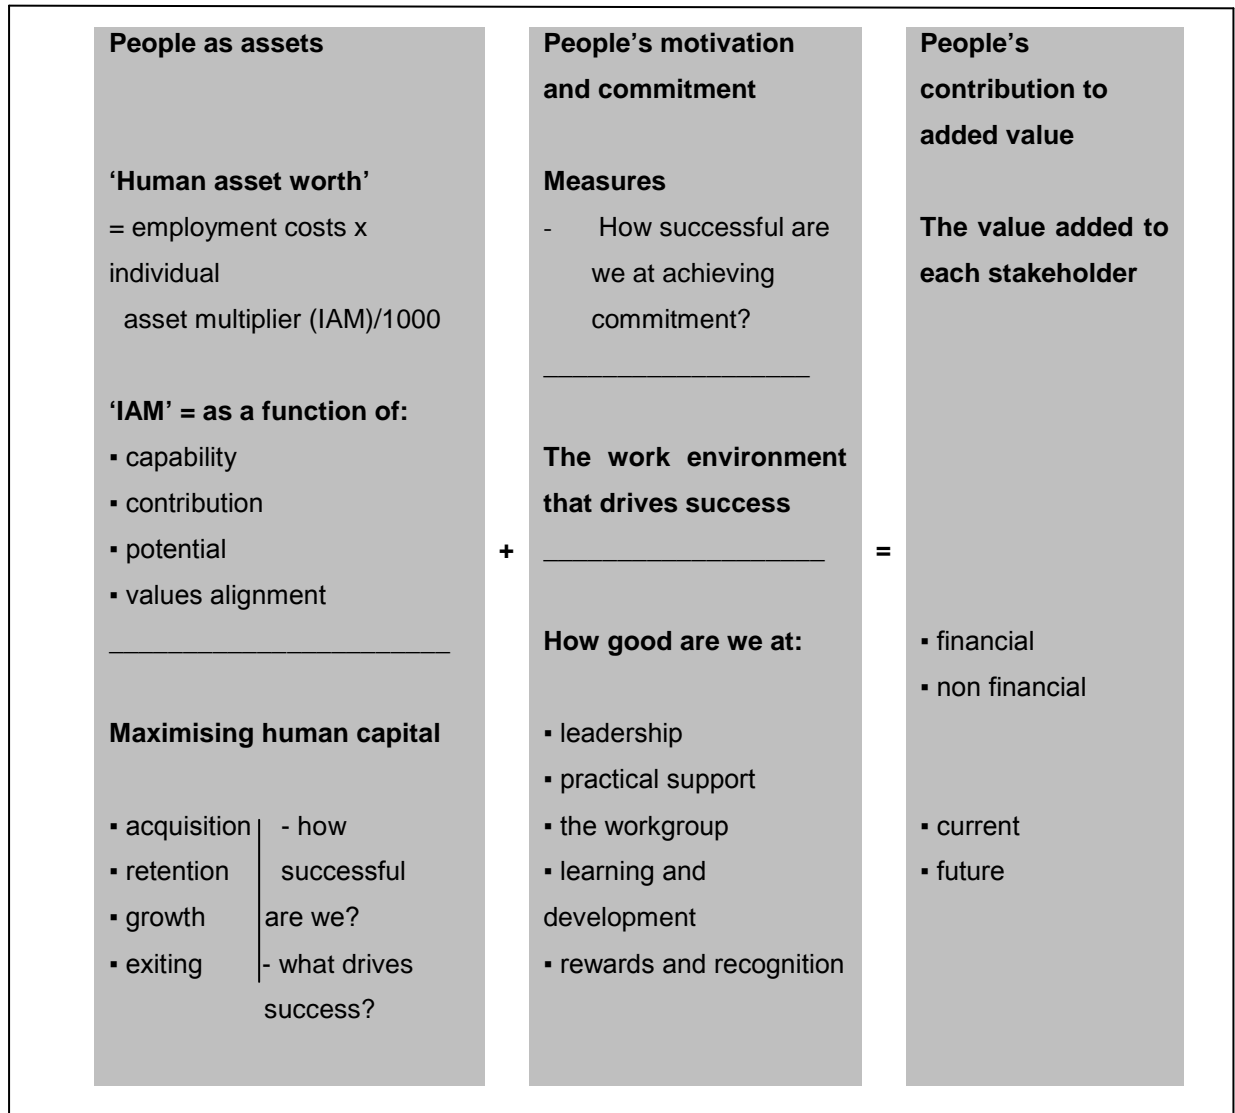 People as assets
‘Human asset worth’
= employment costs x
individual
asset multiplier (IAM)/1000
‘IAM’ = as a function of:
▪ capability
▪ contribution
▪ potential
▪ values alignment
Maximising human capital
▪ acquisition
▪ retention
▪ growth
▪ exiting
- how
successful
are we?
- what drives
success?
+
People’s motivation
and commitment
Measures
- How successful are
we at achieving
commitment?
The work environment
that drives success
How good are we at:
▪ leadership
▪ practical support
▪ the workgroup
▪ learning and
development
▪ rewards and recognition
=
People’s
contribution to
added value
The value added to
each stakeholder
▪ financial
▪ non financial
▪ current
▪ future